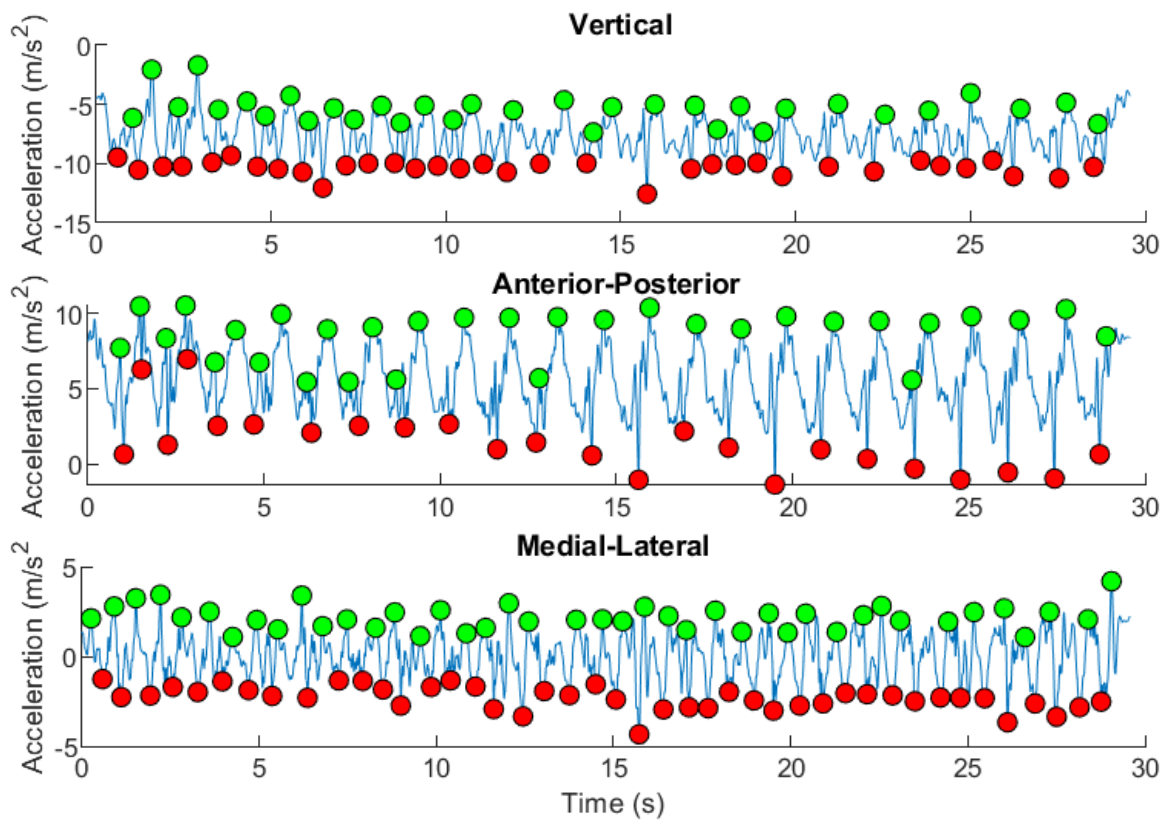 Vertical
Acceleration (m/s²)
0
-5
-10
-15
0 5 10 15 20 25 30
Anterior-Posterior
Acceleration (m/s²)
10
5
0
0 5 10 15 20 25 30
Medial-Lateral
Acceleration (m/s²)
5
0
-5
0 5 10 15 20 25 30
Time (s)